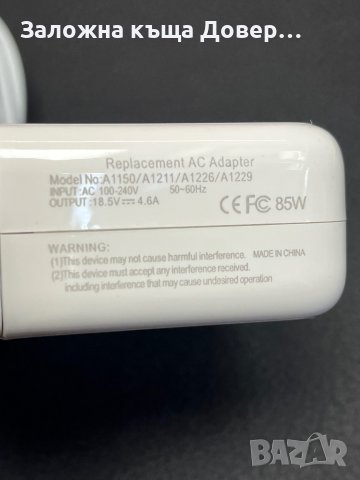 Заложна къща Довер...
Replacement AC Adapter
Model No:A1150/A1211/A1226/A1229
INPUT:AC 100-240V 50~60Hz
OUTPUT:18.5V⎓4.6A
CE FC 85W
WARNING:
(1)This device may not cause harmful interference. MADE IN CHINA
(2)This device must accept any interference received.
including interference that may cause undesired operation
BAZAR
bg